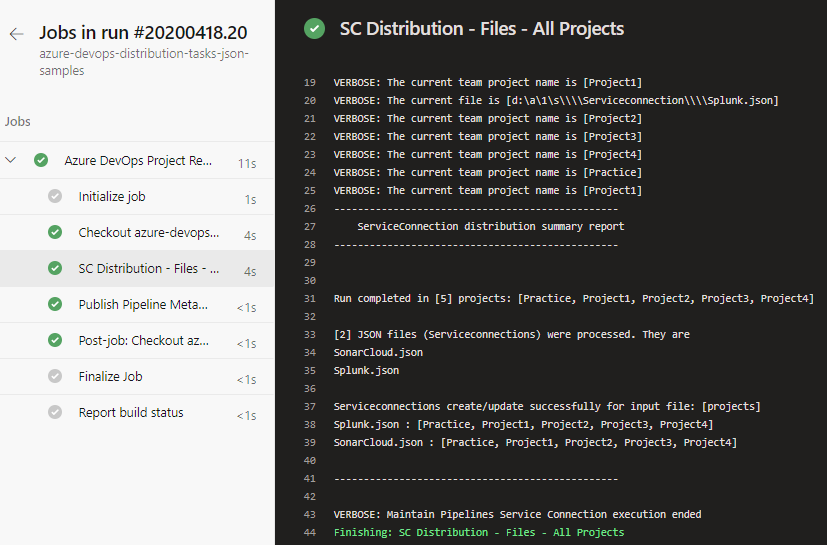 Jobs in run #20200418.20
azure-devops-distribution-tasks-json-
samples
Jobs
Azure DevOps Project Re... 11s
Initialize job 1s
Checkout azure-devops... 4s
SC Distribution - Files - ... 4s
Publish Pipeline Meta... <1s
Post-job: Checkout az... <1s
Finalize Job <1s
Report build status <1s
SC Distribution - Files - All Projects
19 VERBOSE: The current team project name is [Project1]
20 VERBOSE: The current file is [d:\a\1\s\\\\Serviceconnection\\\\Splunk.json]
21 VERBOSE: The current team project name is [Project2]
22 VERBOSE: The current team project name is [Project3]
23 VERBOSE: The current team project name is [Project4]
24 VERBOSE: The current team project name is [Practice]
25 VERBOSE: The current team project name is [Project1]
26 -----------------------------------------------
27 ServiceConnection distribution summary report
28 -----------------------------------------------
29
30
31 Run completed in [5] projects: [Practice, Project1, Project2, Project3, Project4]
32
33 [2] JSON files (Serviceconnections) were processed. They are
34 SonarCloud.json
35 Splunk.json
36
37 Serviceconnections create/update successfully for input file: [projects]
38 Splunk.json : [Practice, Project1, Project2, Project3, Project4]
39 SonarCloud.json : [Practice, Project1, Project2, Project3, Project4]
40
41 -----------------------------------------------
42
43 VERBOSE: Maintain Pipelines Service Connection execution ended
44 Finishing: SC Distribution - Files - All Projects